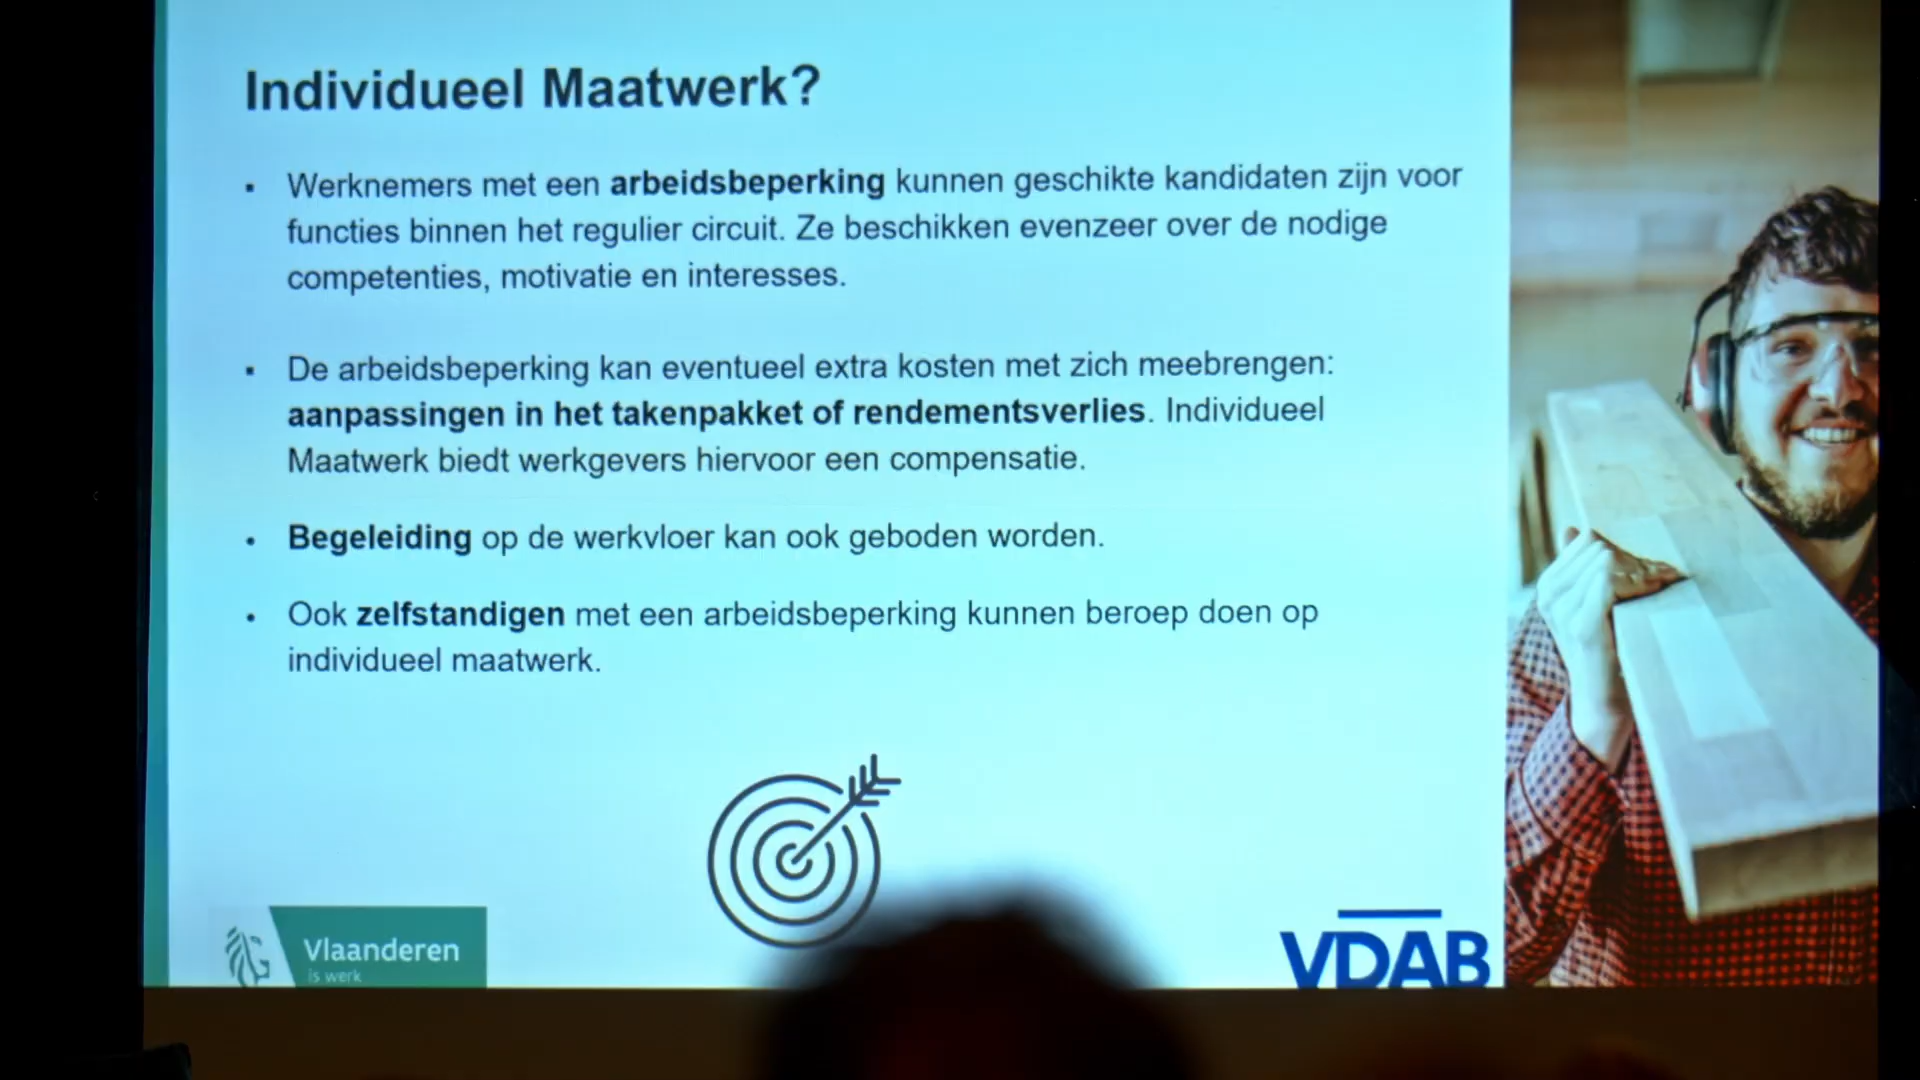 Individueel Maatwerk?
▪ Werknemers met een arbeidsbeperking kunnen geschikte kandidaten zijn voor
functies binnen het regulier circuit. Ze beschikken evenzeer over de nodige
competenties, motivatie en interesses.
▪ De arbeidsbeperking kan eventueel extra kosten met zich meebrengen:
aanpassingen in het takenpakket of rendementsverlies. Individueel
Maatwerk biedt werkgevers hiervoor een compensatie.
• Begeleiding op de werkvloer kan ook geboden worden.
• Ook zelfstandigen met een arbeidsbeperking kunnen beroep doen op
individueel maatwerk.
Vlaanderen
is werk
VDAB